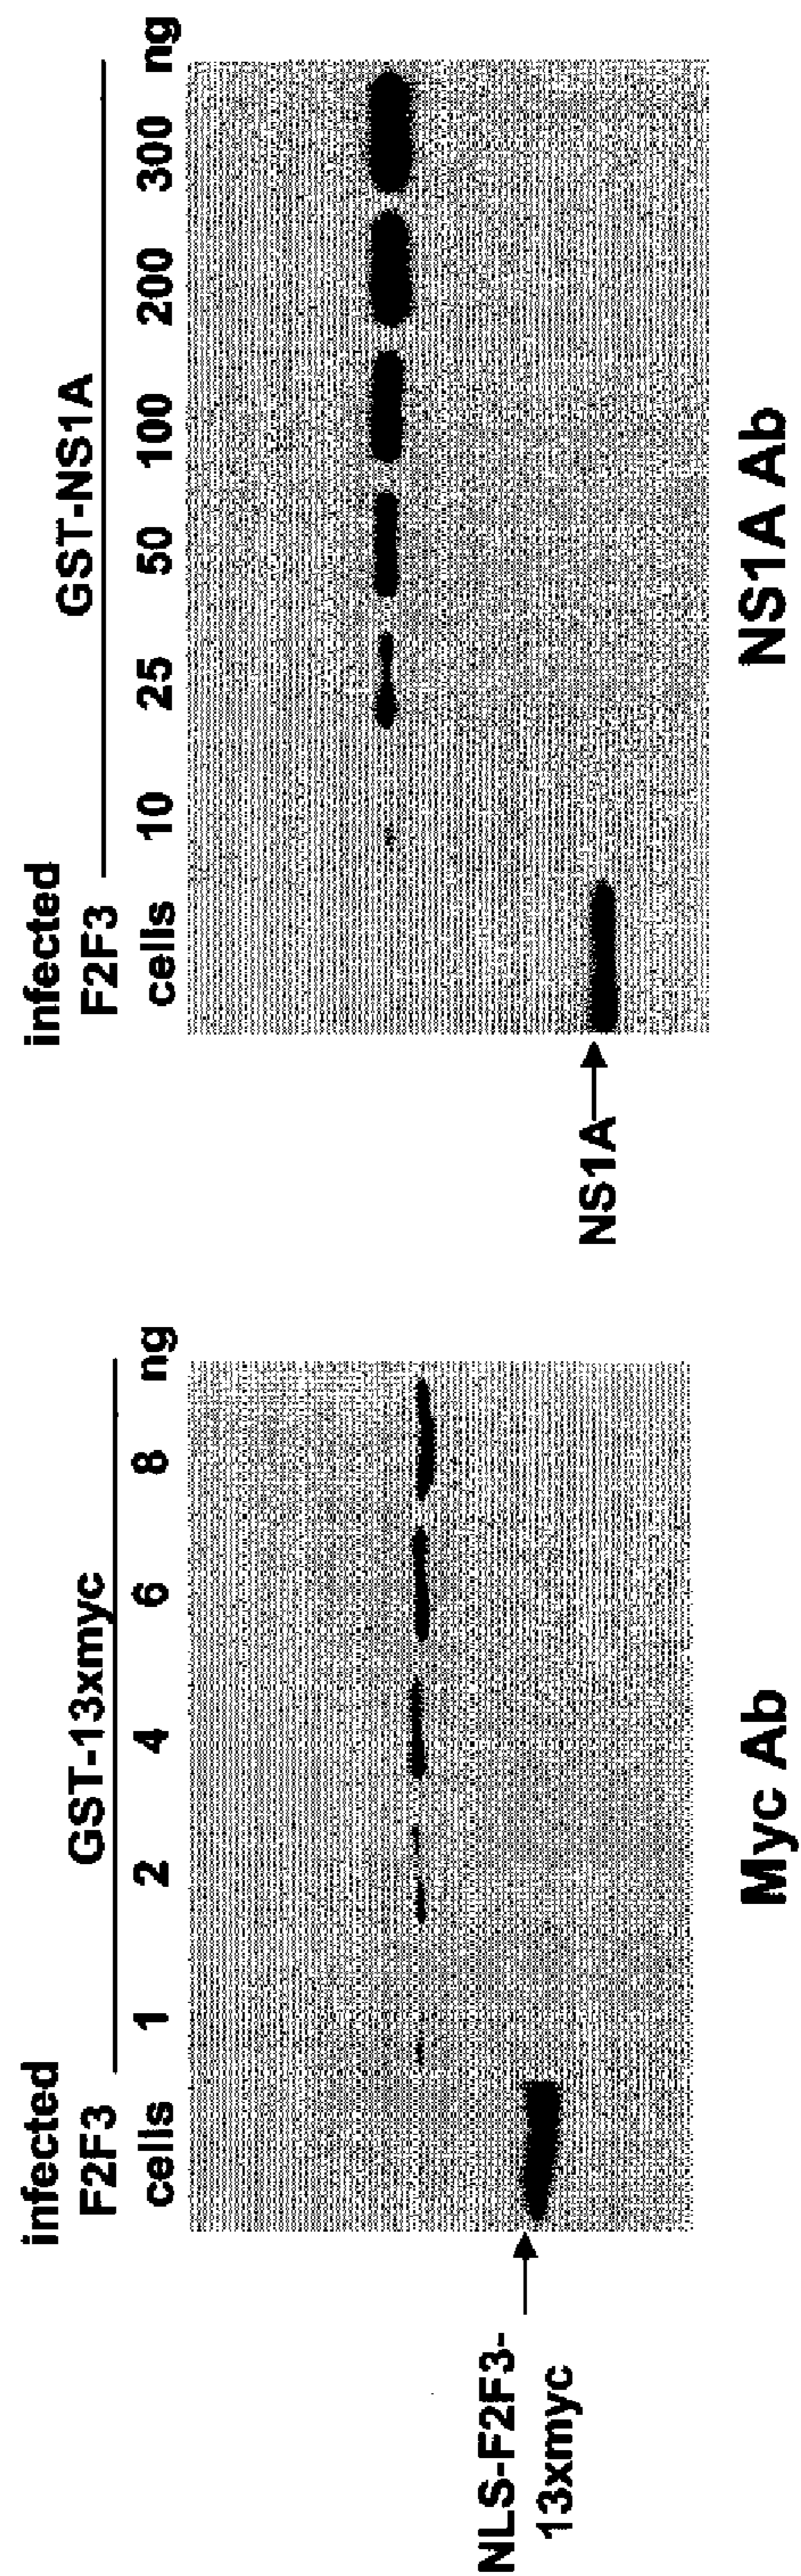 infected
F2F3
cells
GST-13xmyc
1 2 4 6 8 ng
NLS-F2F3-
13xmyc
Myc Ab
infected
F2F3
cells
GST-NS1A
10 25 50 100 200 300 ng
NS1A
NS1A Ab